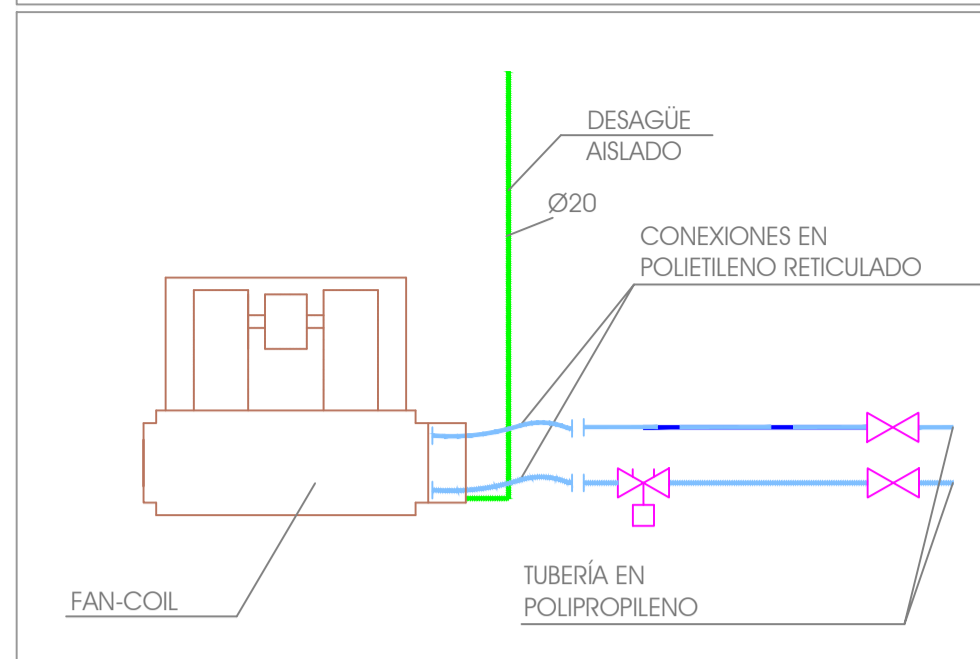 DESAGÜE
AISLADO
Ø20
CONEXIONES EN
POLIETILENO RETICULADO
TUBERÍA EN
POLIPROPILENO
FAN-COIL